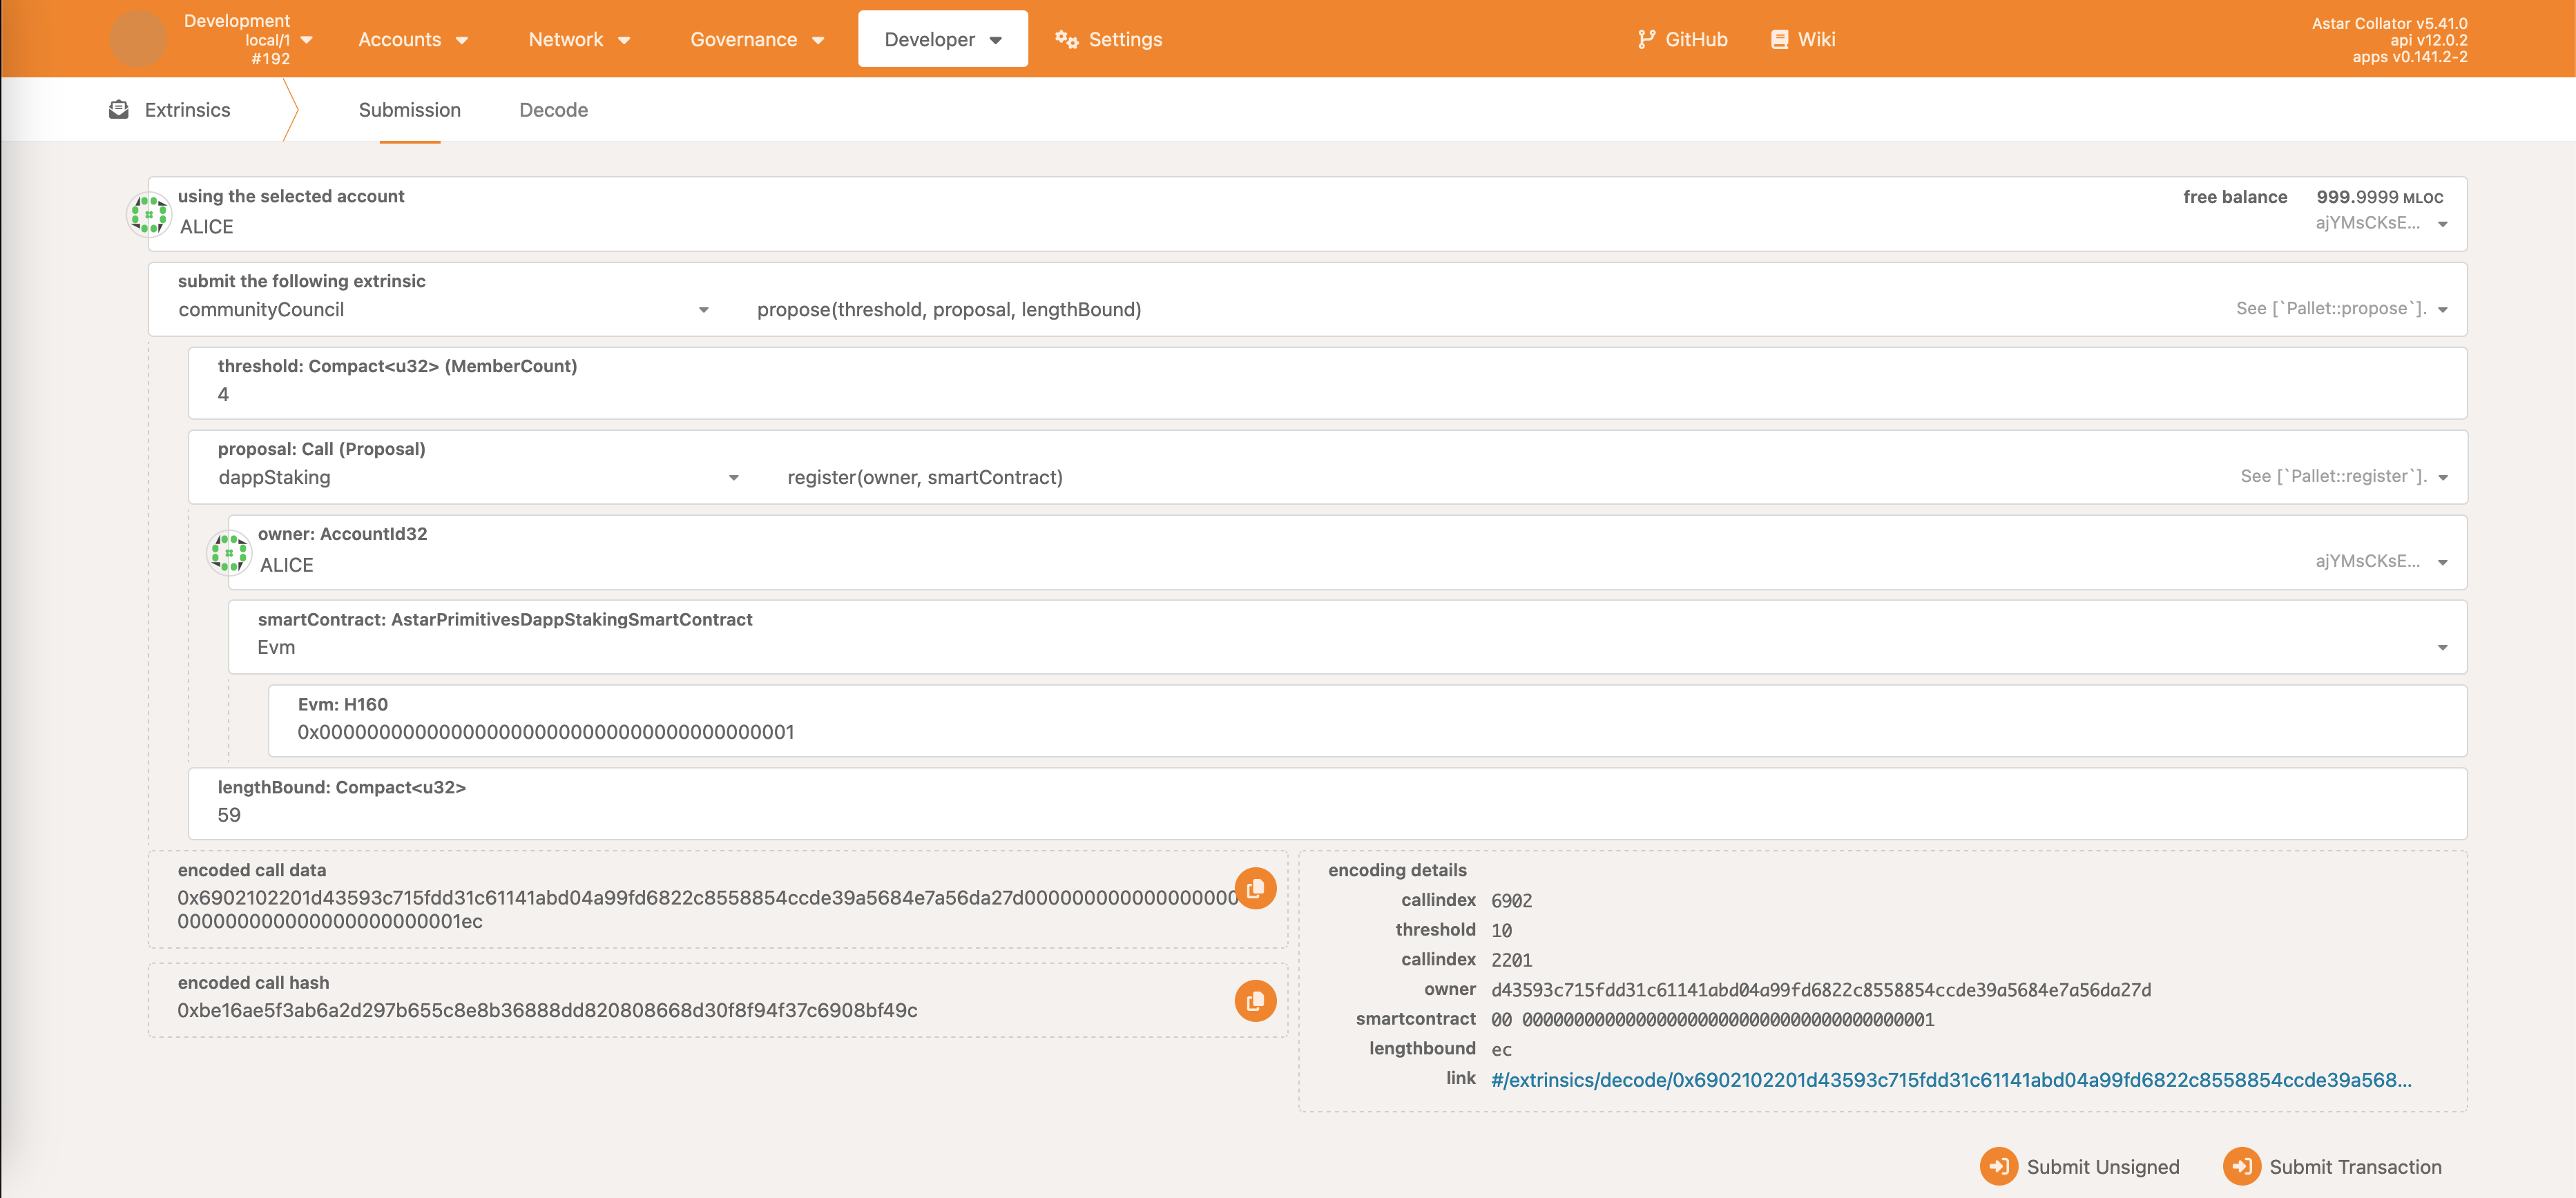 Development
local/1
#192
Accounts
Network
Governance
Developer
Settings
GitHub
Wiki
Astar Collator v5.41.0
api v12.0.2
apps v0.141.2-2
Extrinsics
Submission
Decode
using the selected account
ALICE
free balance 999.9999 MLOC
ajYMsCKsE...
submit the following extrinsic
communityCouncil
propose(threshold, proposal, lengthBound)
See [`Pallet::propose`].
threshold: Compact<u32> (MemberCount)
4
proposal: Call (Proposal)
dappStaking
register(owner, smartContract)
See [`Pallet::register`].
owner: AccountId32
ALICE
ajYMsCKsE...
smartContract: AstarPrimitivesDappStakingSmartContract
Evm
Evm: H160
0x0000000000000000000000000000000000000001
lengthBound: Compact<u32>
59
encoded call data
0x6902102201d43593c715fdd31c61141abd04a99fd6822c8558854ccde39a5684e7a56da27d000000000000000000
000000000000000000000001ec
encoded call hash
0xbe16ae5f3ab6a2d297b655c8e8b36888dd820808668d30f8f94f37c6908bf49c
encoding details
callindex 6902
threshold 10
callindex 2201
owner d43593c715fdd31c61141abd04a99fd6822c8558854ccde39a5684e7a56da27d
smartcontract 00 0000000000000000000000000000000000000001
lengthbound ec
link #/extrinsics/decode/0x6902102201d43593c715fdd31c61141abd04a99fd6822c8558854ccde39a568...
Submit Unsigned
Submit Transaction